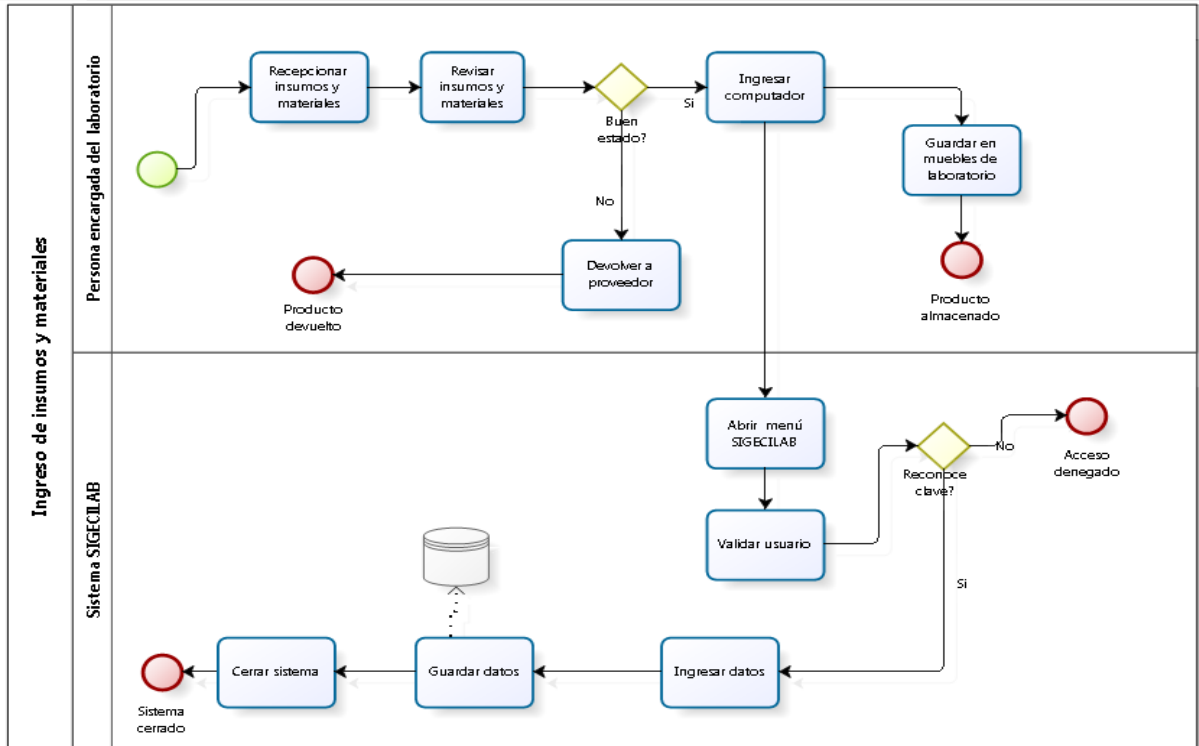 Ingreso de insumos y materiales
Persona encargada del laboratorio
Recepcionar
insumos y
materiales
Revisar
insumos y
materiales
Buen
estado?
Si
Ingresar
computador
Guardar en
muebles de
laboratorio
No
Devolver a
proveedor
Producto
devuelto
Producto
almacenado
Sistema SIGECILAB
Abrir menú
SIGECILAB
Reconoce
clave?
No
Acceso
denegado
Validar usuario
Si
Ingresar datos
Guardar datos
Cerrar sistema
Sistema
cerrado